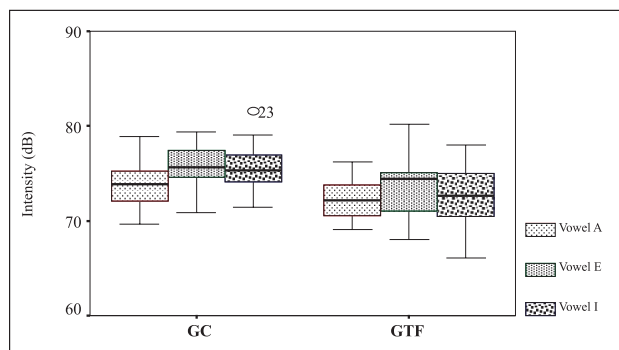 90
80
70
60
Intensity (dB)
23
GC
GTF
Vowel A
Vowel E
Vowel I